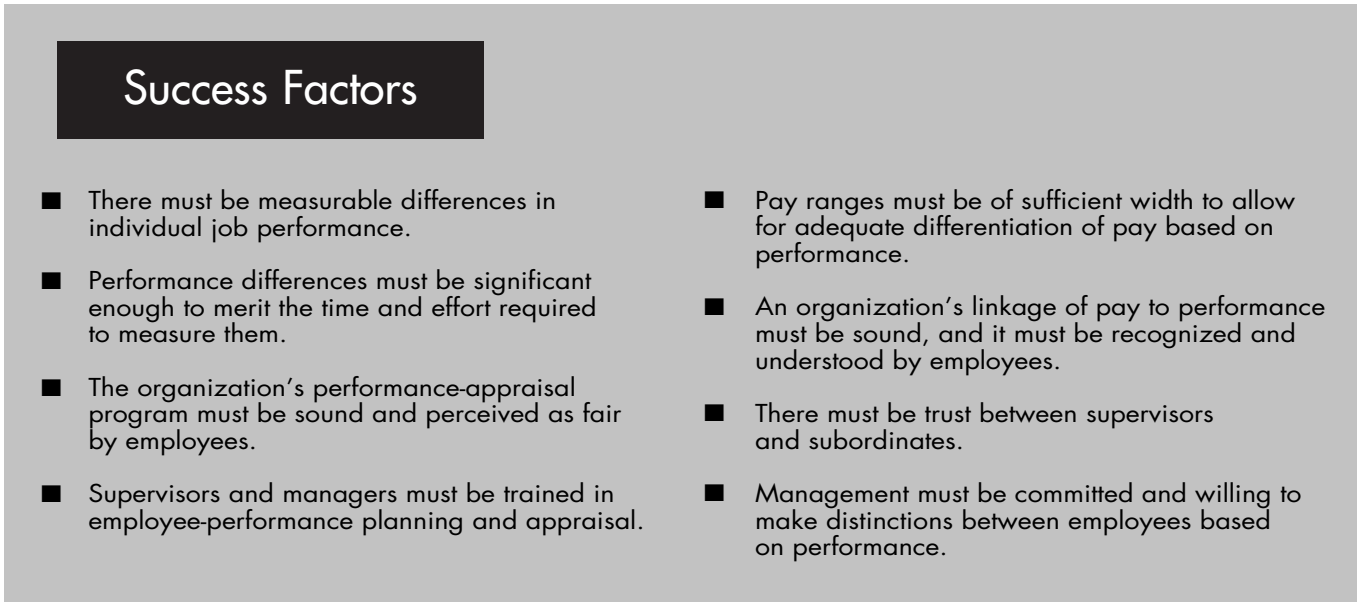 Success Factors
■ There must be measurable differences in
individual job performance.
■ Performance differences must be significant
enough to merit the time and effort required
to measure them.
■ The organization’s performance-appraisal
program must be sound and perceived as fair
by employees.
■ Supervisors and managers must be trained in
employee-performance planning and appraisal.
■ Pay ranges must be of sufficient width to allow
for adequate differentiation of pay based on
performance.
■ An organization’s linkage of pay to performance
must be sound, and it must be recognized and
understood by employees.
■ There must be trust between supervisors
and subordinates.
■ Management must be committed and willing to
make distinctions between employees based
on performance.